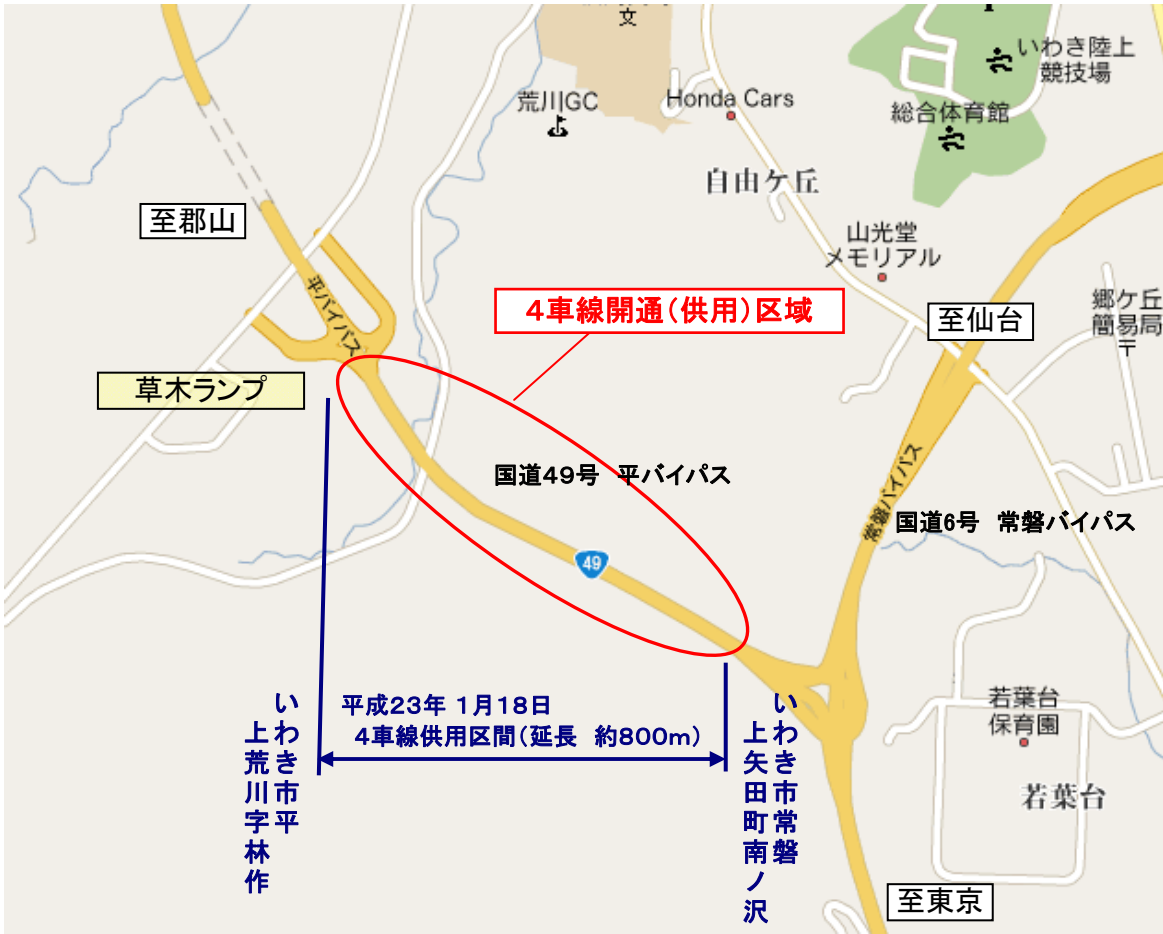 文
いわき陸上
競技場
荒川GC
Honda Cars
総合体育館
自由ケ丘
至郡山
山光堂
メモリアル
平バイパス
4車線開通(供用)区域
至仙台
郷ケ丘
簡易局
〒
草木ランプ
国道49号 平バイパス
常磐バイパス
国道6号 常磐バイパス
49
平成23年 1月18日
4車線供用区間(延長 約800m)
いわき市平
上荒川字林作
いわき市常磐
上矢田町南ノ沢
若葉台
保育園
若葉台
至東京